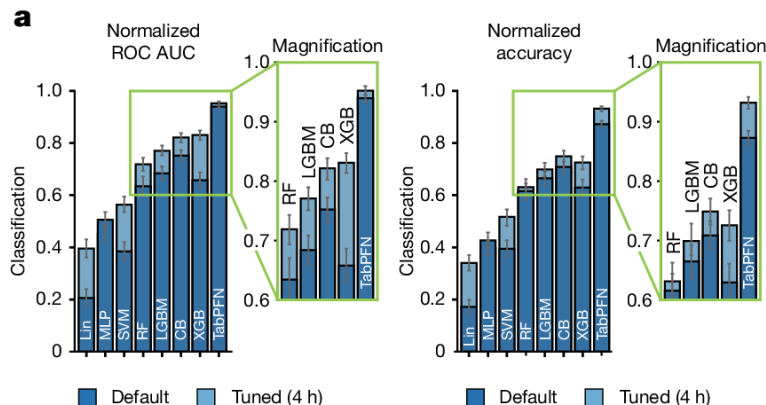 a
Normalized
ROC AUC
Magnification
Classification
1.0
0.8
0.6
0.4
0.2
0
Lin
MLP
SVM
RF
LGBM
CB
XGB
TabPFN
1.0
0.9
0.8
0.7
0.6
RF
LGBM
CB
XGB
TabPFN
Default
Tuned (4 h)
Normalized
accuracy
Magnification
Classification
1.0
0.8
0.6
0.4
0.2
0
Lin
MLP
SVM
RF
LGBM
CB
XGB
TabPFN
1.0
0.9
0.8
0.7
0.6
RF
LGBM
CB
XGB
TabPFN
Default
Tuned (4 h)